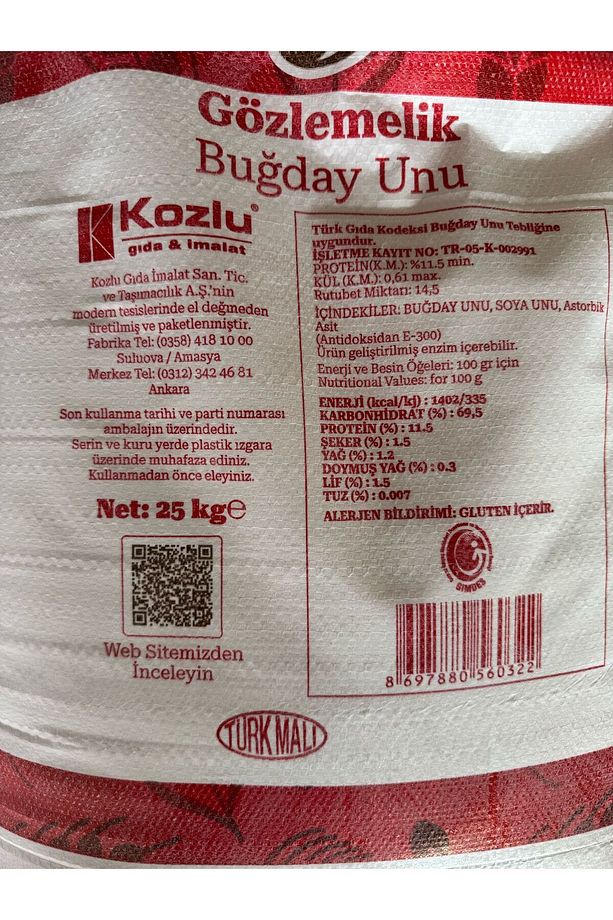 Gözlemelik
Buğday Unu
Kozlu®
gıda & imalat
Kozlu Gıda İmalat San. Tic.
ve Taşımacılık A.Ş.'nin
modern tesislerinde el değmeden
üretilmiş ve paketlenmiştir.
Fabrika Tel: (0358) 418 10 00
Suluova / Amasya
Merkez Tel: (0312) 342 46 81
Ankara
Son kullanma tarihi ve parti numarası
ambalajın üzerindedir.
Serin ve kuru yerde plastik ızgara
üzerinde muhafaza ediniz.
Kullanmadan önce eleyiniz.
Net: 25 kg℮
Web Sitemizden
İnceleyin
Türk Gıda Kodeksi Buğday Unu Tebliğine
uygundur.
İŞLETME KAYIT NO: TR-05-K-002991
PROTEİN(K.M.): %11.5 min.
KÜL (K.M.): 0,61 max.
Rutubet Miktarı: 14,5
İÇİNDEKİLER: BUĞDAY UNU, SOYA UNU, Astorbik
Asit
(Antidoksidan E-300)
Ürün geliştirilmiş enzim içerebilir.
Enerji ve Besin Öğeleri: 100 gr için
Nutritional Values: for 100 g
ENERJİ (kcal/kj) : 1402/335
KARBONHİDRAT (%) : 69,5
PROTEİN (%) : 11.5
ŞEKER (%) : 1.5
YAĞ (%) : 1.2
DOYMUŞ YAĞ (%) : 0.3
LİF (%) : 1.5
TUZ (%) : 0.007
ALERJEN BİLDİRİMİ: GLUTEN İÇERİR.
SIMDES
8 697880 560322
TÜRK MALI